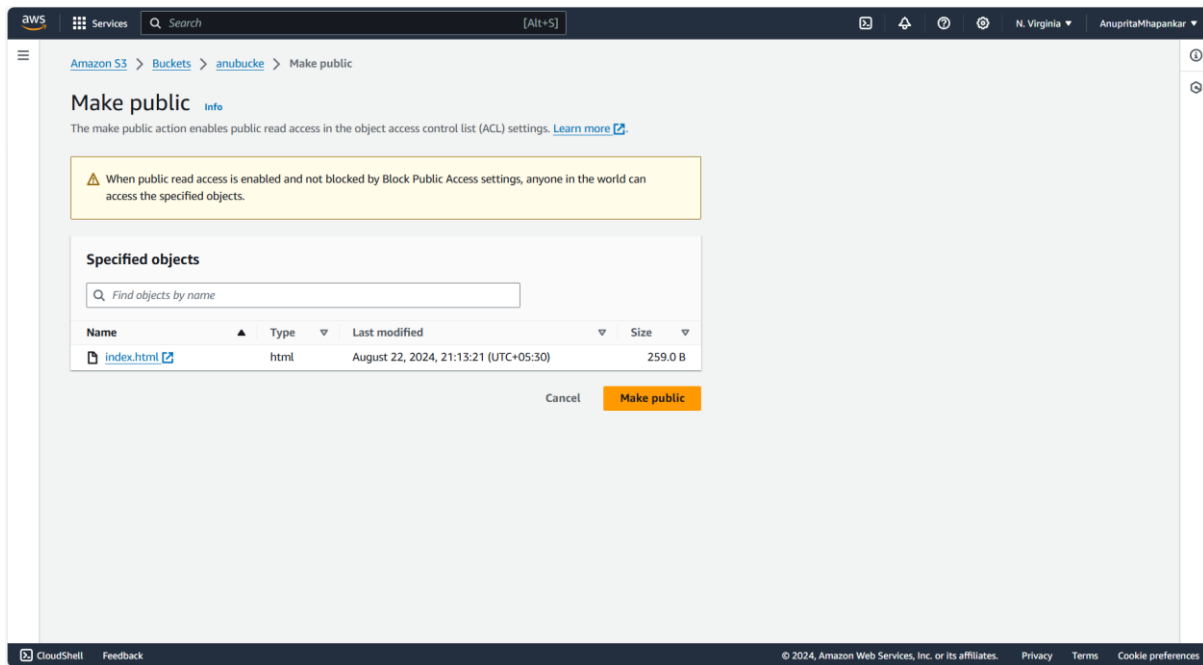 aws
Services
Search
[Alt+S]
N. Virginia
AnupritaMhapankar
Amazon S3 > Buckets > anubucke > Make public
Make public Info
The make public action enables public read access in the object access control list (ACL) settings. Learn more.
When public read access is enabled and not blocked by Block Public Access settings, anyone in the world can
access the specified objects.
Specified objects
Find objects by name
Name Type Last modified Size
index.html html August 22, 2024, 21:13:21 (UTC+05:30) 259.0 B
Cancel Make public
CloudShell Feedback © 2024, Amazon Web Services, Inc. or its affiliates. Privacy Terms Cookie preferences